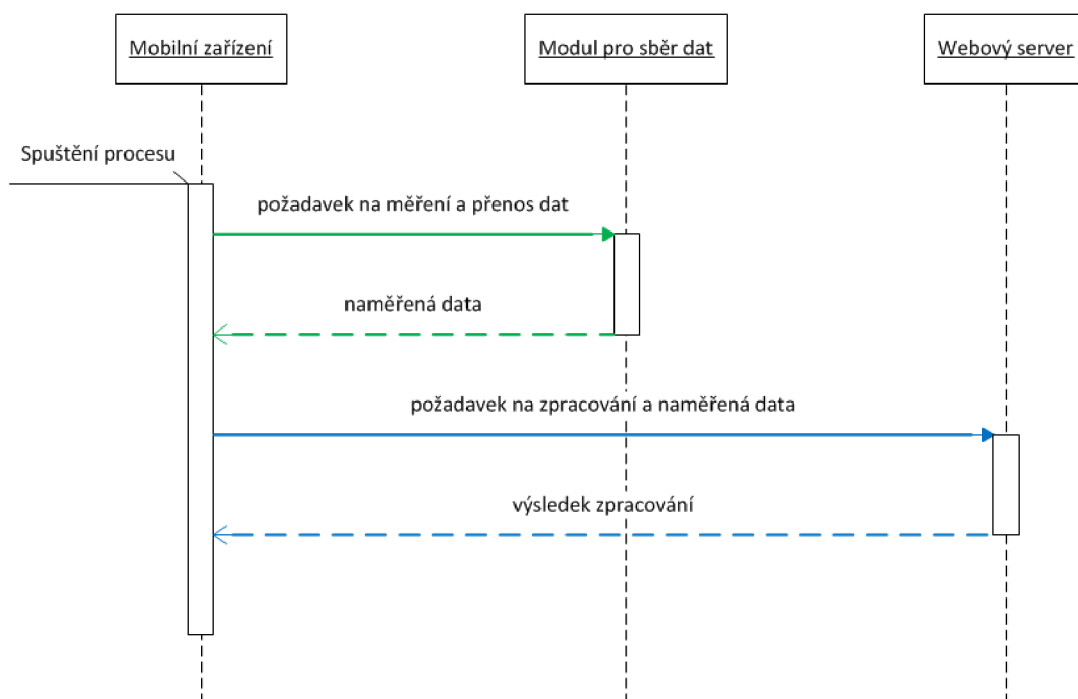 Mobilní zařízení
Modul pro sběr dat
Webový server
Spuštění procesu
požadavek na měření a přenos dat
naměřená data
požadavek na zpracování a naměřená data
výsledek zpracování